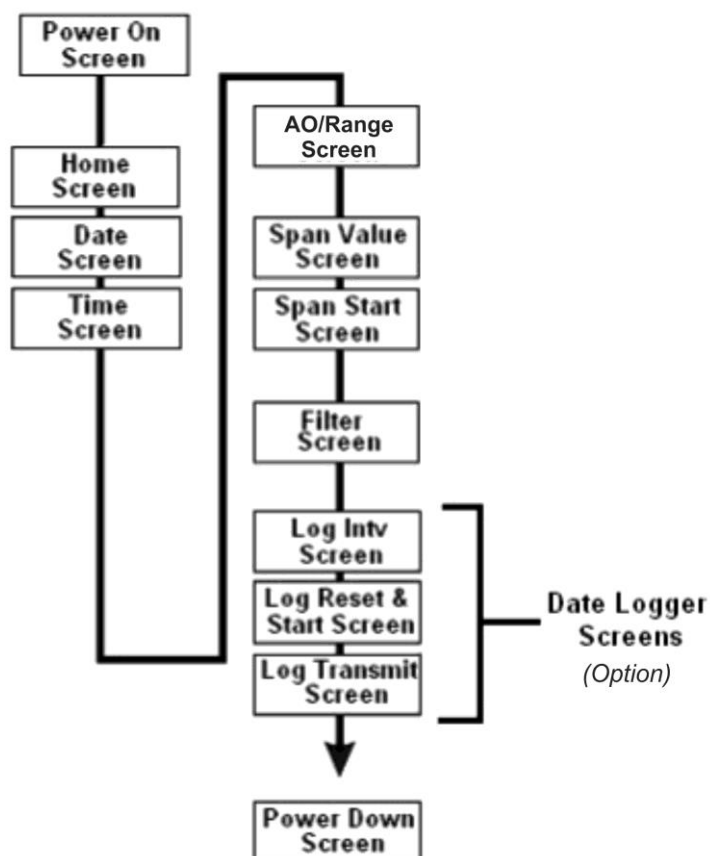 Power On
Screen
Home
Screen
Date
Screen
Time
Screen
AO/Range
Screen
Span Value
Screen
Span Start
Screen
Filter
Screen
Log Intv
Screen
Log Reset &
Start Screen
Log Transmit
Screen
Date Logger
Screens
(Option)
Power Down
Screen